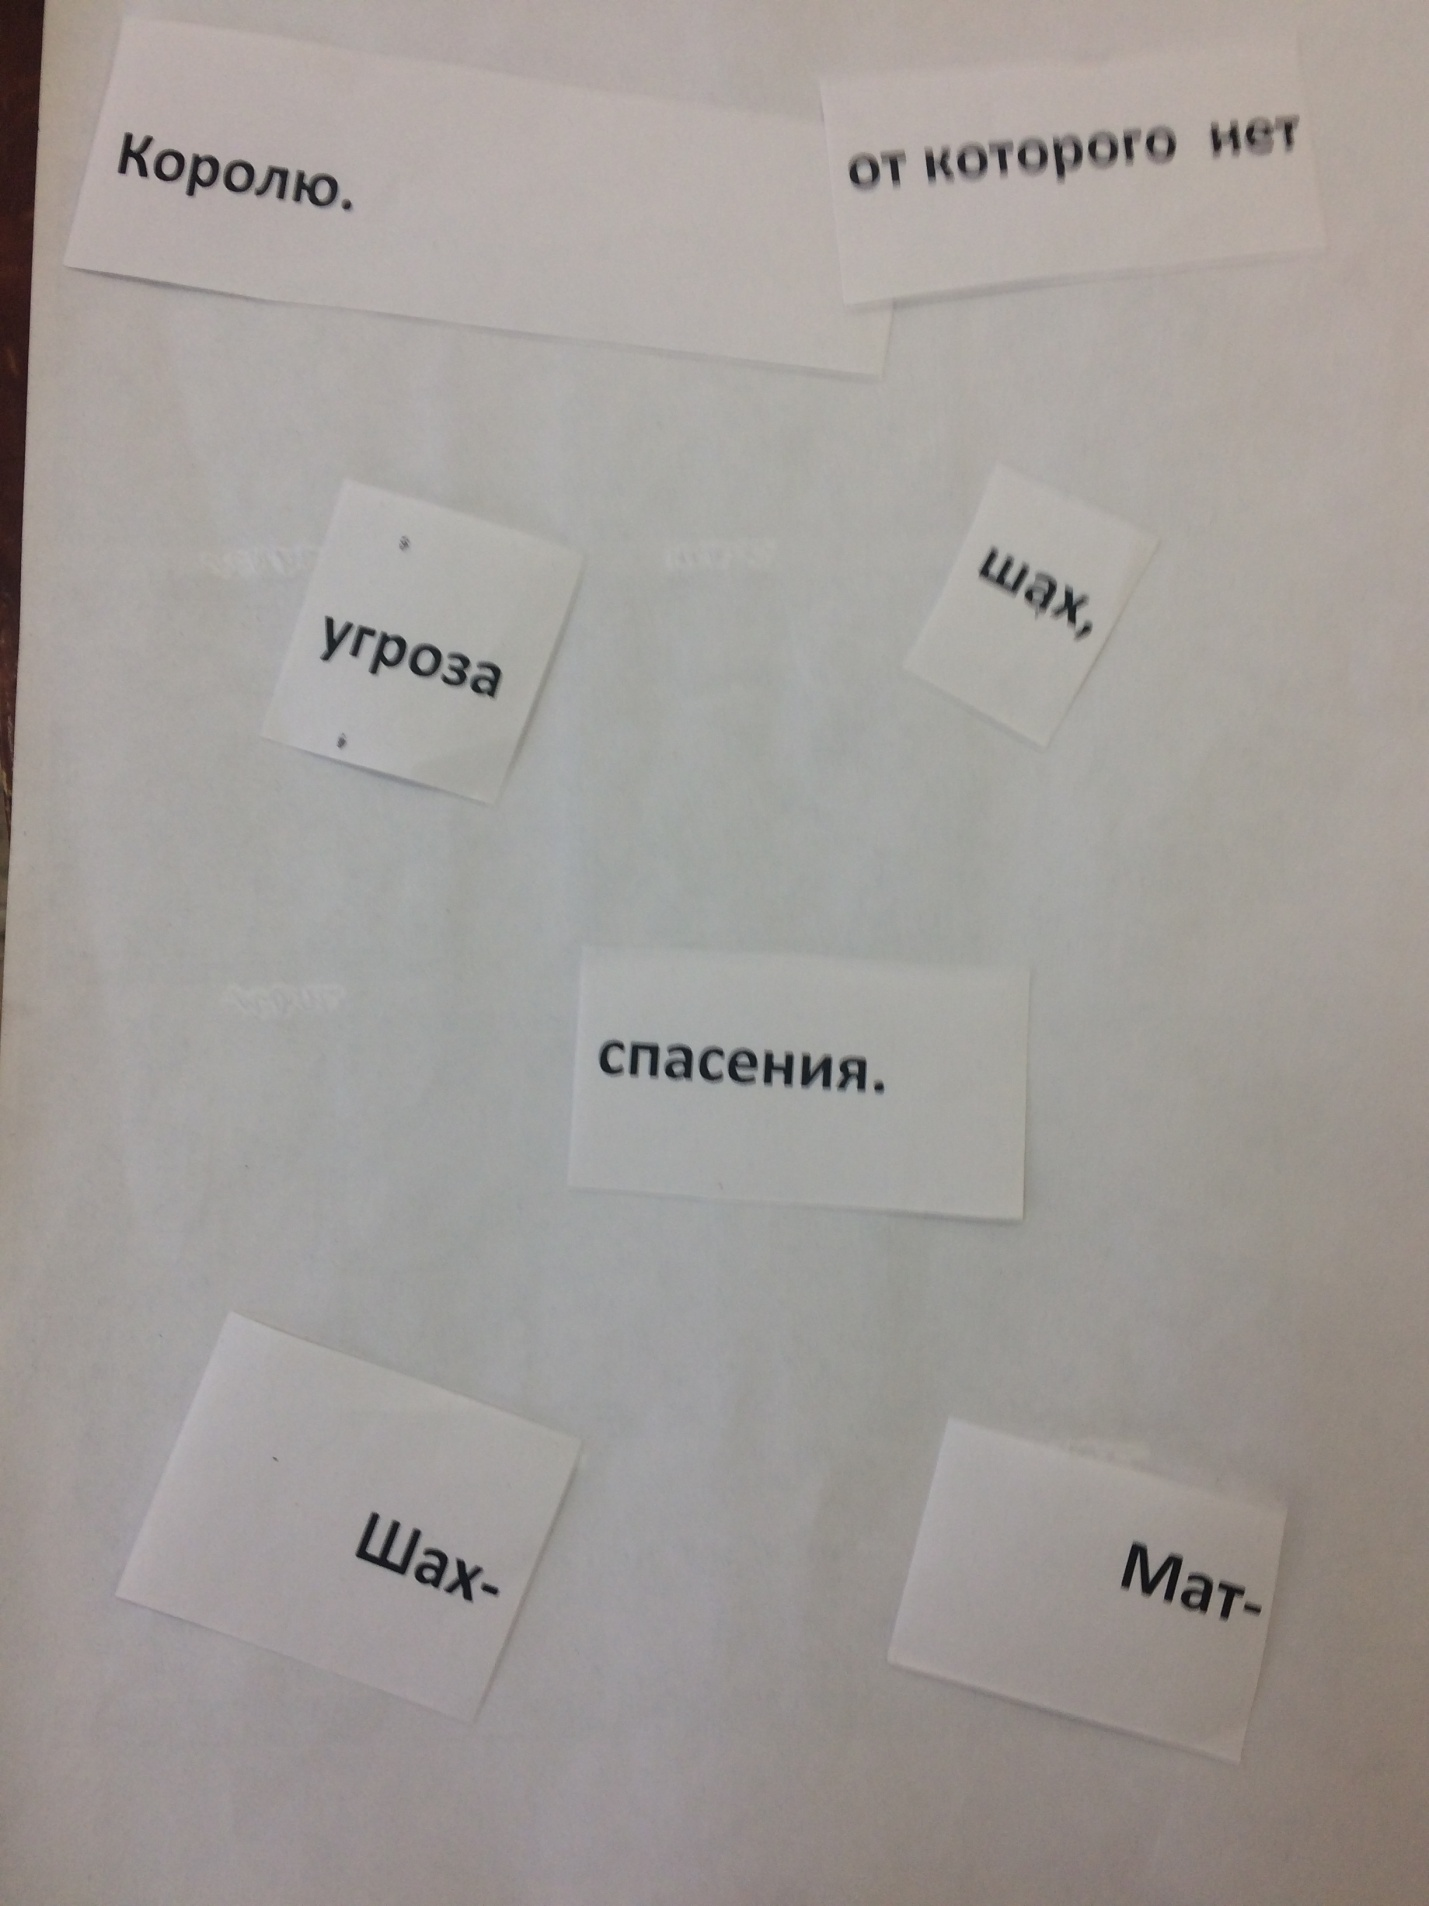 Королю.
от которого нет
угроза
шах,
спасения.
Шах-
Мат-